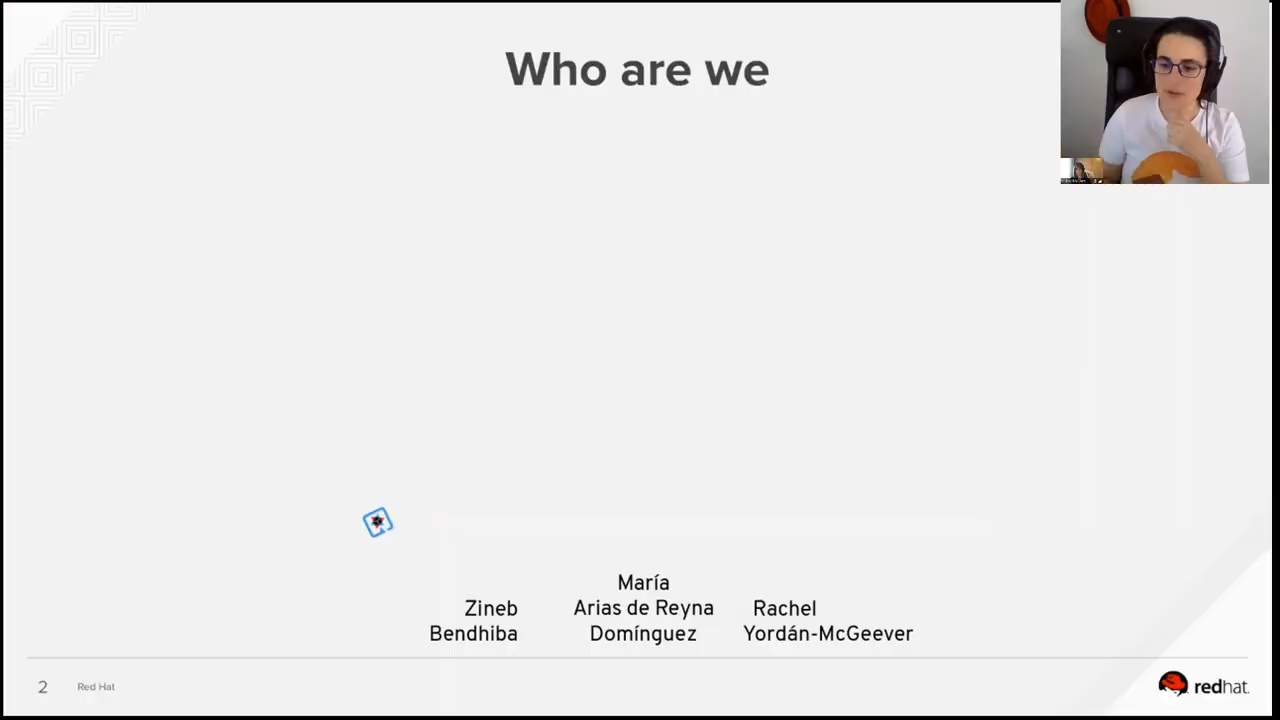 Who are we
Zineb
Bendhiba
María
Arias de Reyna
Domínguez
Rachel
Yordán-McGeever
2
Red Hat
redhat.